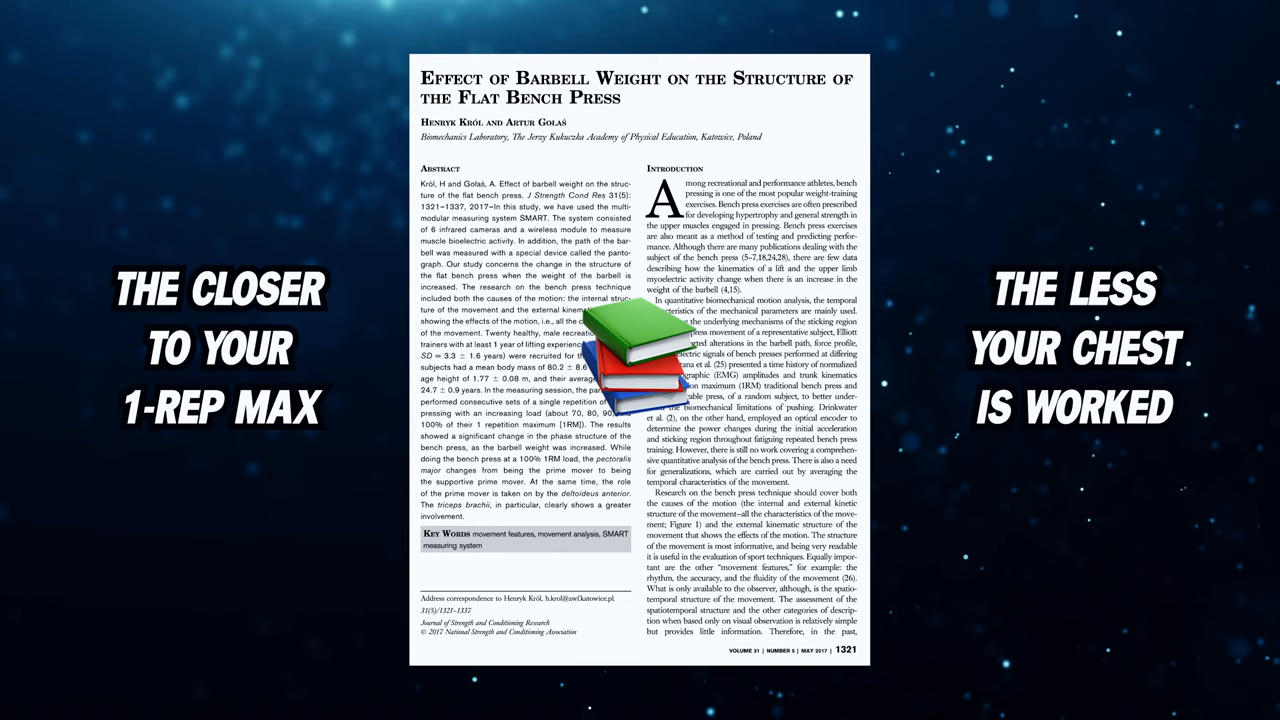 THE CLOSER
TO YOUR
1-REP MAX
EFFECT OF BARBELL WEIGHT ON THE STRUCTURE OF
THE FLAT BENCH PRESS
HENRYK KRÓL AND ARTUR GOŁAŚ
Biomechanics Laboratory, The Jerzy Kukuczka Academy of Physical Education, Katowice, Poland
ABSTRACT
Król, H and Gołaś, A. Effect of barbell weight on the struc-
ture of the flat bench press. J Strength Cond Res 31(5):
1321–1337, 2017—In this study, we have used the multi-
modular measuring system SMART. The system consisted
of 6 infrared cameras and a wireless module to measure
muscle bioelectric activity. In addition, the path of the bar-
bell was measured with a special device called the panto-
graph. Our study concerns the change in the structure of
the flat bench press when the weight of the barbell is
increased. The research on the bench press technique
included both the causes of the motion: the internal struc-
ture of the movement and the external
showing the effects of the motion, i.e., all the
of the movement. Twenty healthy, male
trainers with at least 1 year of lifting
SD = 3.3 ± 1.6 years) were recruited for
subjects had a mean body mass of 80.2 ± 8.6
age height of 1.77 ± 0.08 m, and their
24.7 ± 0.9 years. In the measuring session, the
performed consecutive sets of a single repetition of
pressing with an increasing load (about 70, 80, 90,
100% of their 1 repetition maximum [1RM]). The results
showed a significant change in the phase structure of the
bench press, as the barbell weight was increased. While
doing the bench press at a 100% 1RM load, the pectoralis
major changes from being the prime mover to being
the supportive prime mover. At the same time, the role
of the prime mover is taken on by the deltoideus anterior.
The triceps brachii, in particular, clearly shows a greater
involvement.
KEY WORDS movement features, movement analysis, SMART
measuring system
Address correspondence to Henryk Król, h.krol@awf.katowice.pl.
31(5)/1321–1337
Journal of Strength and Conditioning Research
© 2017 National Strength and Conditioning Association
INTRODUCTION
Among recreational and performance athletes, bench
pressing is one of the most popular weight-training
exercises. Bench press exercises are often prescribed
for developing hypertrophy and general strength in
the upper muscles engaged in pressing. Bench press exercises
are also meant as a method of testing and predicting perfor-
mance. Although there are many publications dealing with the
subject of the bench press (5–7,18,24,28), there are few data
describing how the kinematics of a lift and the upper limb
myoelectric activity change when there is an increase in the
weight of the barbell (4,15).
In quantitative biomechanical motion analysis, the temporal
of the mechanical parameters are mainly used.
the underlying mechanisms of the sticking region
press movement of a representative subject, Elliott
alterations in the barbell path, force profile,
signals of bench presses performed at differing
et al. (25) presented a time history of normalized
(EMG) amplitudes and trunk kinematics
maximum (1RM) traditional bench press and
press, of a random subject, to better under-
the biomechanical limitations of pushing. Drinkwater
et al. (2), on the other hand, employed an optical encoder to
determine the power changes during the initial acceleration
and sticking region throughout fatiguing repeated bench press
training. However, there is still no work covering a comprehen-
sive quantitative analysis of the bench press. There is also a need
for generalizations, which are carried out by averaging the
temporal characteristics of the movement.
Research on the bench press technique should cover both
the causes of the motion (the internal and external kinetic
structure of the movement—all the characteristics of the move-
ment; Figure 1) and the external kinematic structure of the
movement that shows the effects of the motion. The structure
of the movement is most informative, and being very readable
it is useful in the evaluation of sport techniques. Equally impor-
tant are the other “movement features,” for example: the
rhythm, the accuracy, and the fluidity of the movement (26).
What is only available to the observer, although, is the spatio-
temporal structure of the movement. The assessment of the
spatiotemporal structure and the other categories of descrip-
tion when based only on visual observation is relatively simple
but provides little information. Therefore, in the past,
VOLUME 31 | NUMBER 5 | MAY 2017 | 1321
THE LESS
YOUR CHEST
IS WORKED